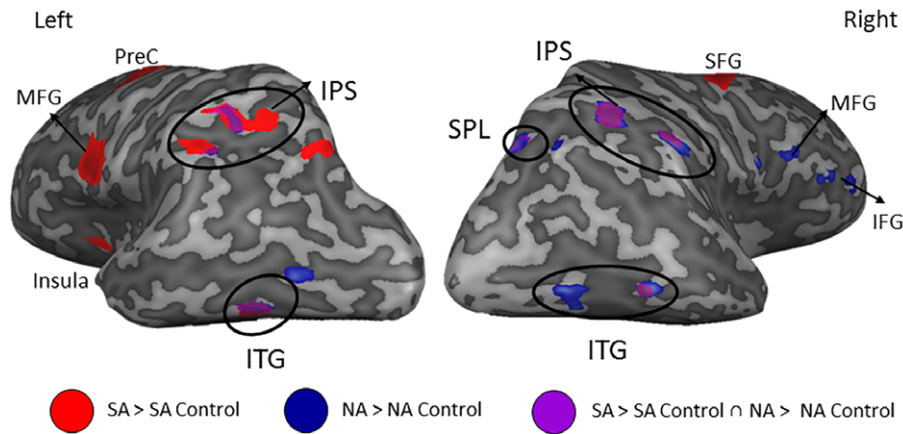 Left
Right
PreC
IPS
IPS
SFG
MFG
MFG
SPL
IFG
Insula
ITG
ITG
SA > SA Control
NA > NA Control
SA > SA Control ∩ NA > NA Control